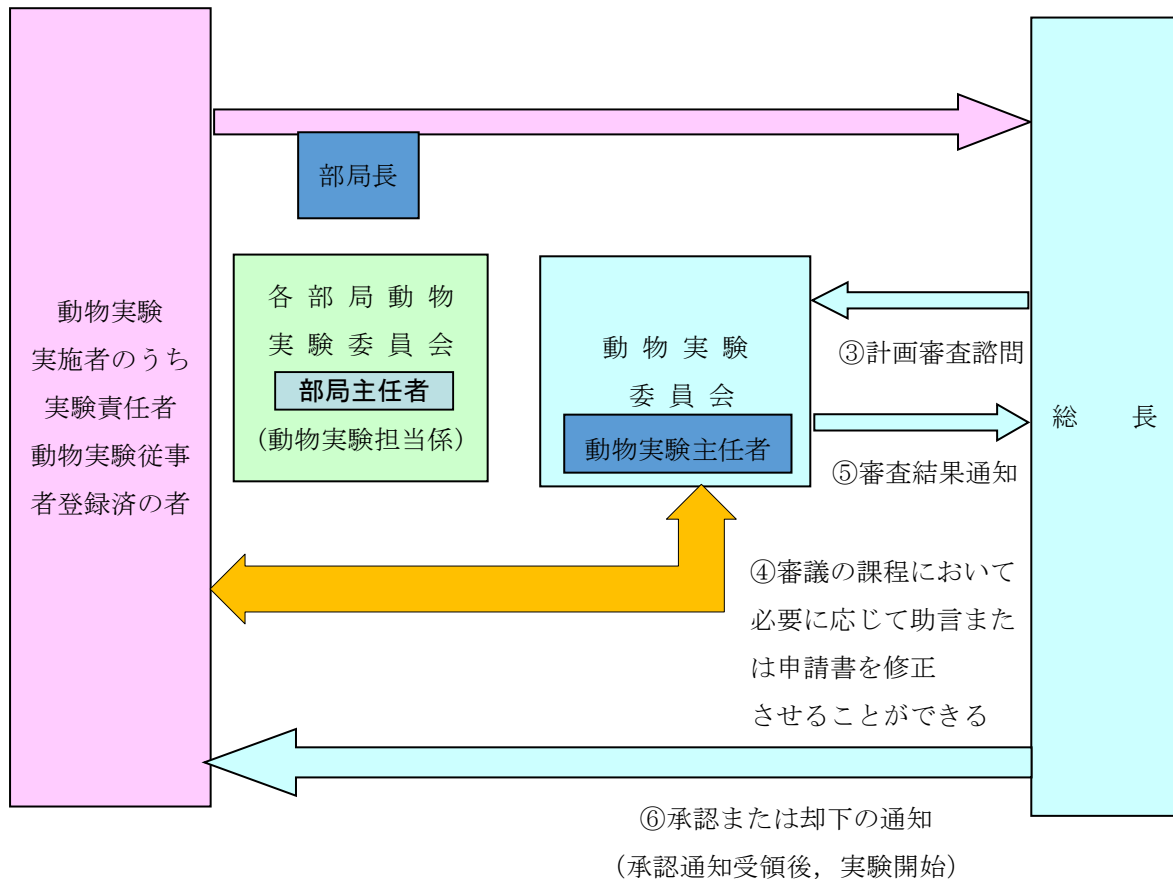 動物実験
実施者のうち
実験責任者
動物実験従事
者登録済の者
部局長
各 部 局 動 物
実 験 委 員 会
部局主任者
(動物実験担当係)
動 物 実 験
委 員 会
動物実験主任者
③計画審査諮問
⑤審査結果通知
総　　長
④審議の課程において
必要に応じて助言また
は申請書を修正
させることができる
⑥承認または却下の通知
(承認通知受領後，実験開始)